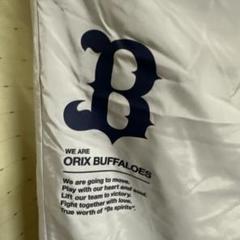 B
WE ARE
ORIX BUFFALOES
We are going to move.
Play with our heart and soul.
Lift our team to victory.
Fight together with love.
True worth of "Bs spirits".